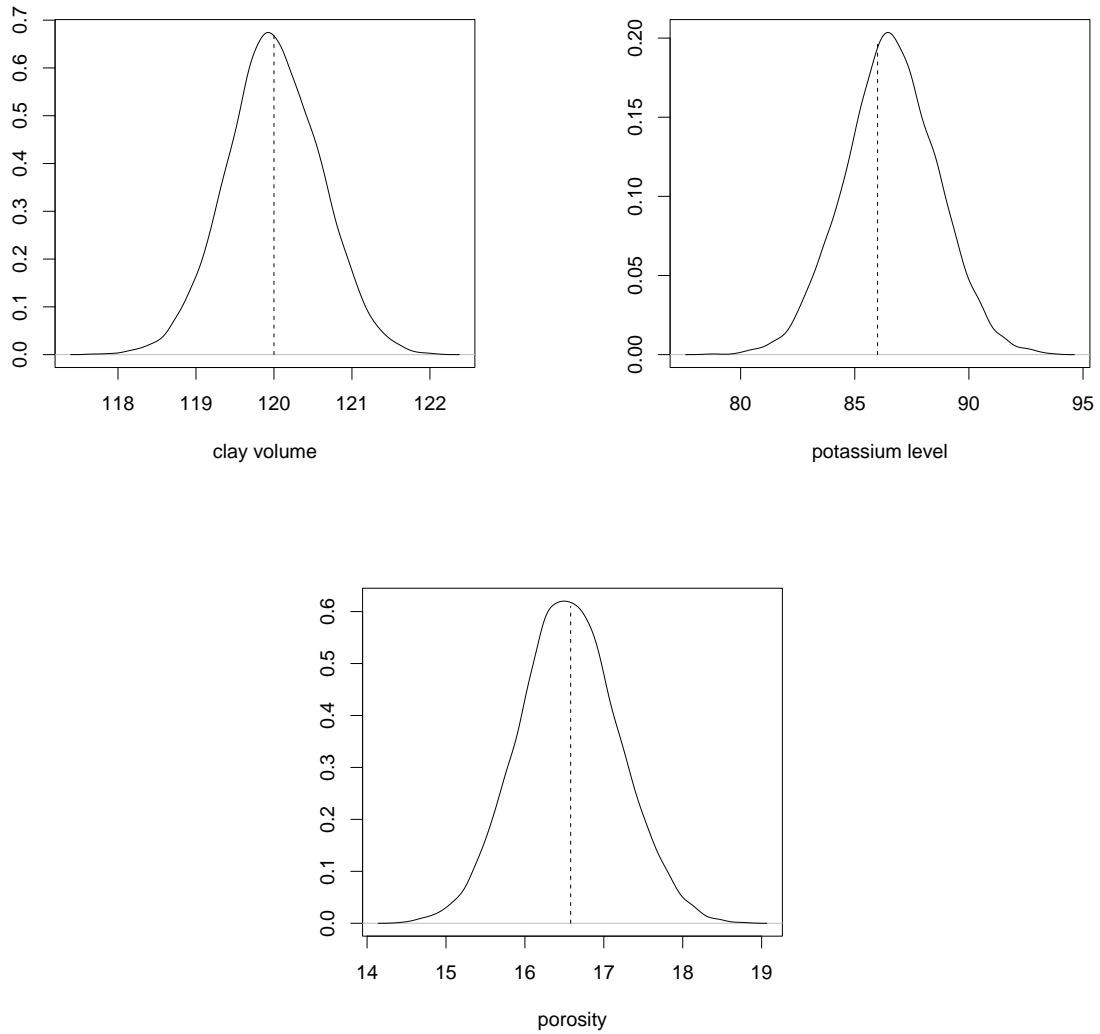 0.0 0.1 0.2 0.3 0.4 0.5 0.6 0.7
118 119 120 121 122
clay volume
0.00 0.05 0.10 0.15 0.20
80 85 90 95
potassium level
0.0 0.1 0.2 0.3 0.4 0.5 0.6
14 15 16 17 18 19
porosity